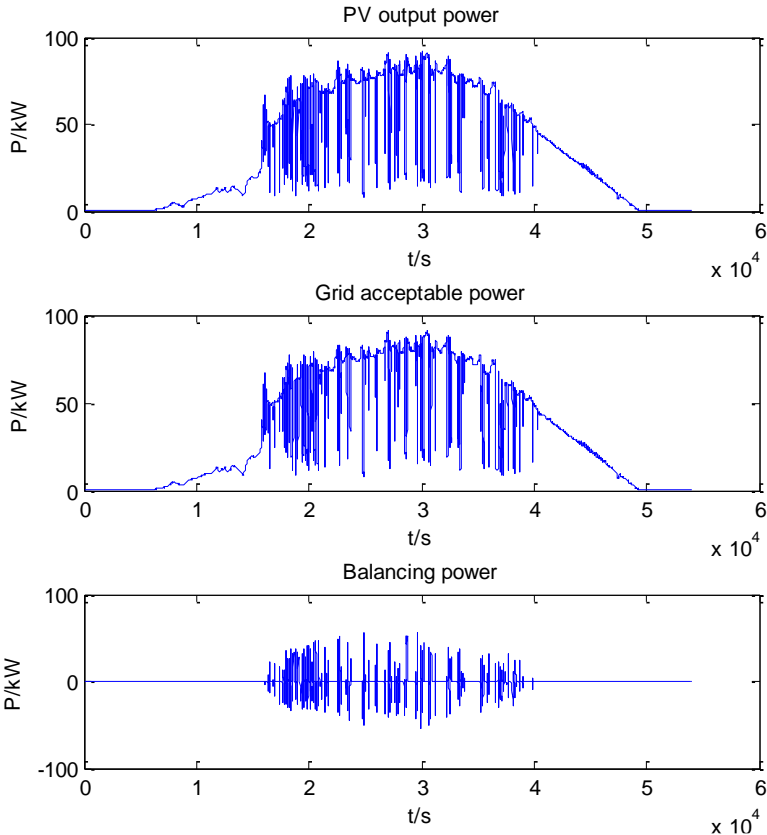 PV output power
100
50
0
P/kW
0 1 2 3 4 5 6
t/s
x 10^4
Grid acceptable power
100
50
0
P/kW
0 1 2 3 4 5 6
t/s
x 10^4
Balancing power
100
0
-100
P/kW
0 1 2 3 4 5 6
t/s
x 10^4